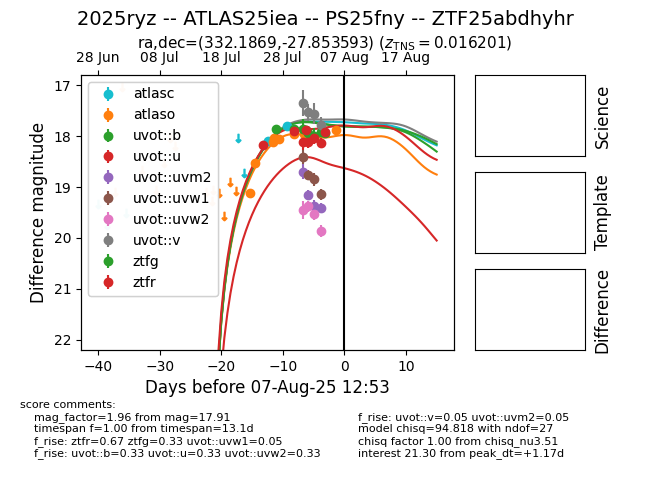 2025ryz -- ATLAS25iea -- PS25fny -- ZTF25abdhyhr
ra,dec=(332.1869,-27.853593) (z_TNS = 0.016201)
28 Jun 08 Jul 18 Jul 28 Jul 07 Aug 17 Aug
Difference magnitude
17
18
19
20
21
22
atlasc
atlaso
uvot::b
uvot::u
uvot::uvm2
uvot::uvw1
uvot::uvw2
uvot::v
ztfg
ztfr
−40 −30 −20 −10 0 10
Days before 07-Aug-25 12:53
Science
Template
Difference
score comments:
mag_factor=1.96 from mag=17.91
timespan f=1.00 from timespan=13.1d
f_rise: ztfr=0.67 ztfg=0.33 uvot::uvw1=0.05
f_rise: uvot::b=0.33 uvot::u=0.33 uvot::uvw2=0.33
f_rise: uvot::v=0.05 uvot::uvm2=0.05
model chisq=94.818 with ndof=27
chisq factor 1.00 from chisq_nu3.51
interest 21.30 from peak_dt=+1.17d